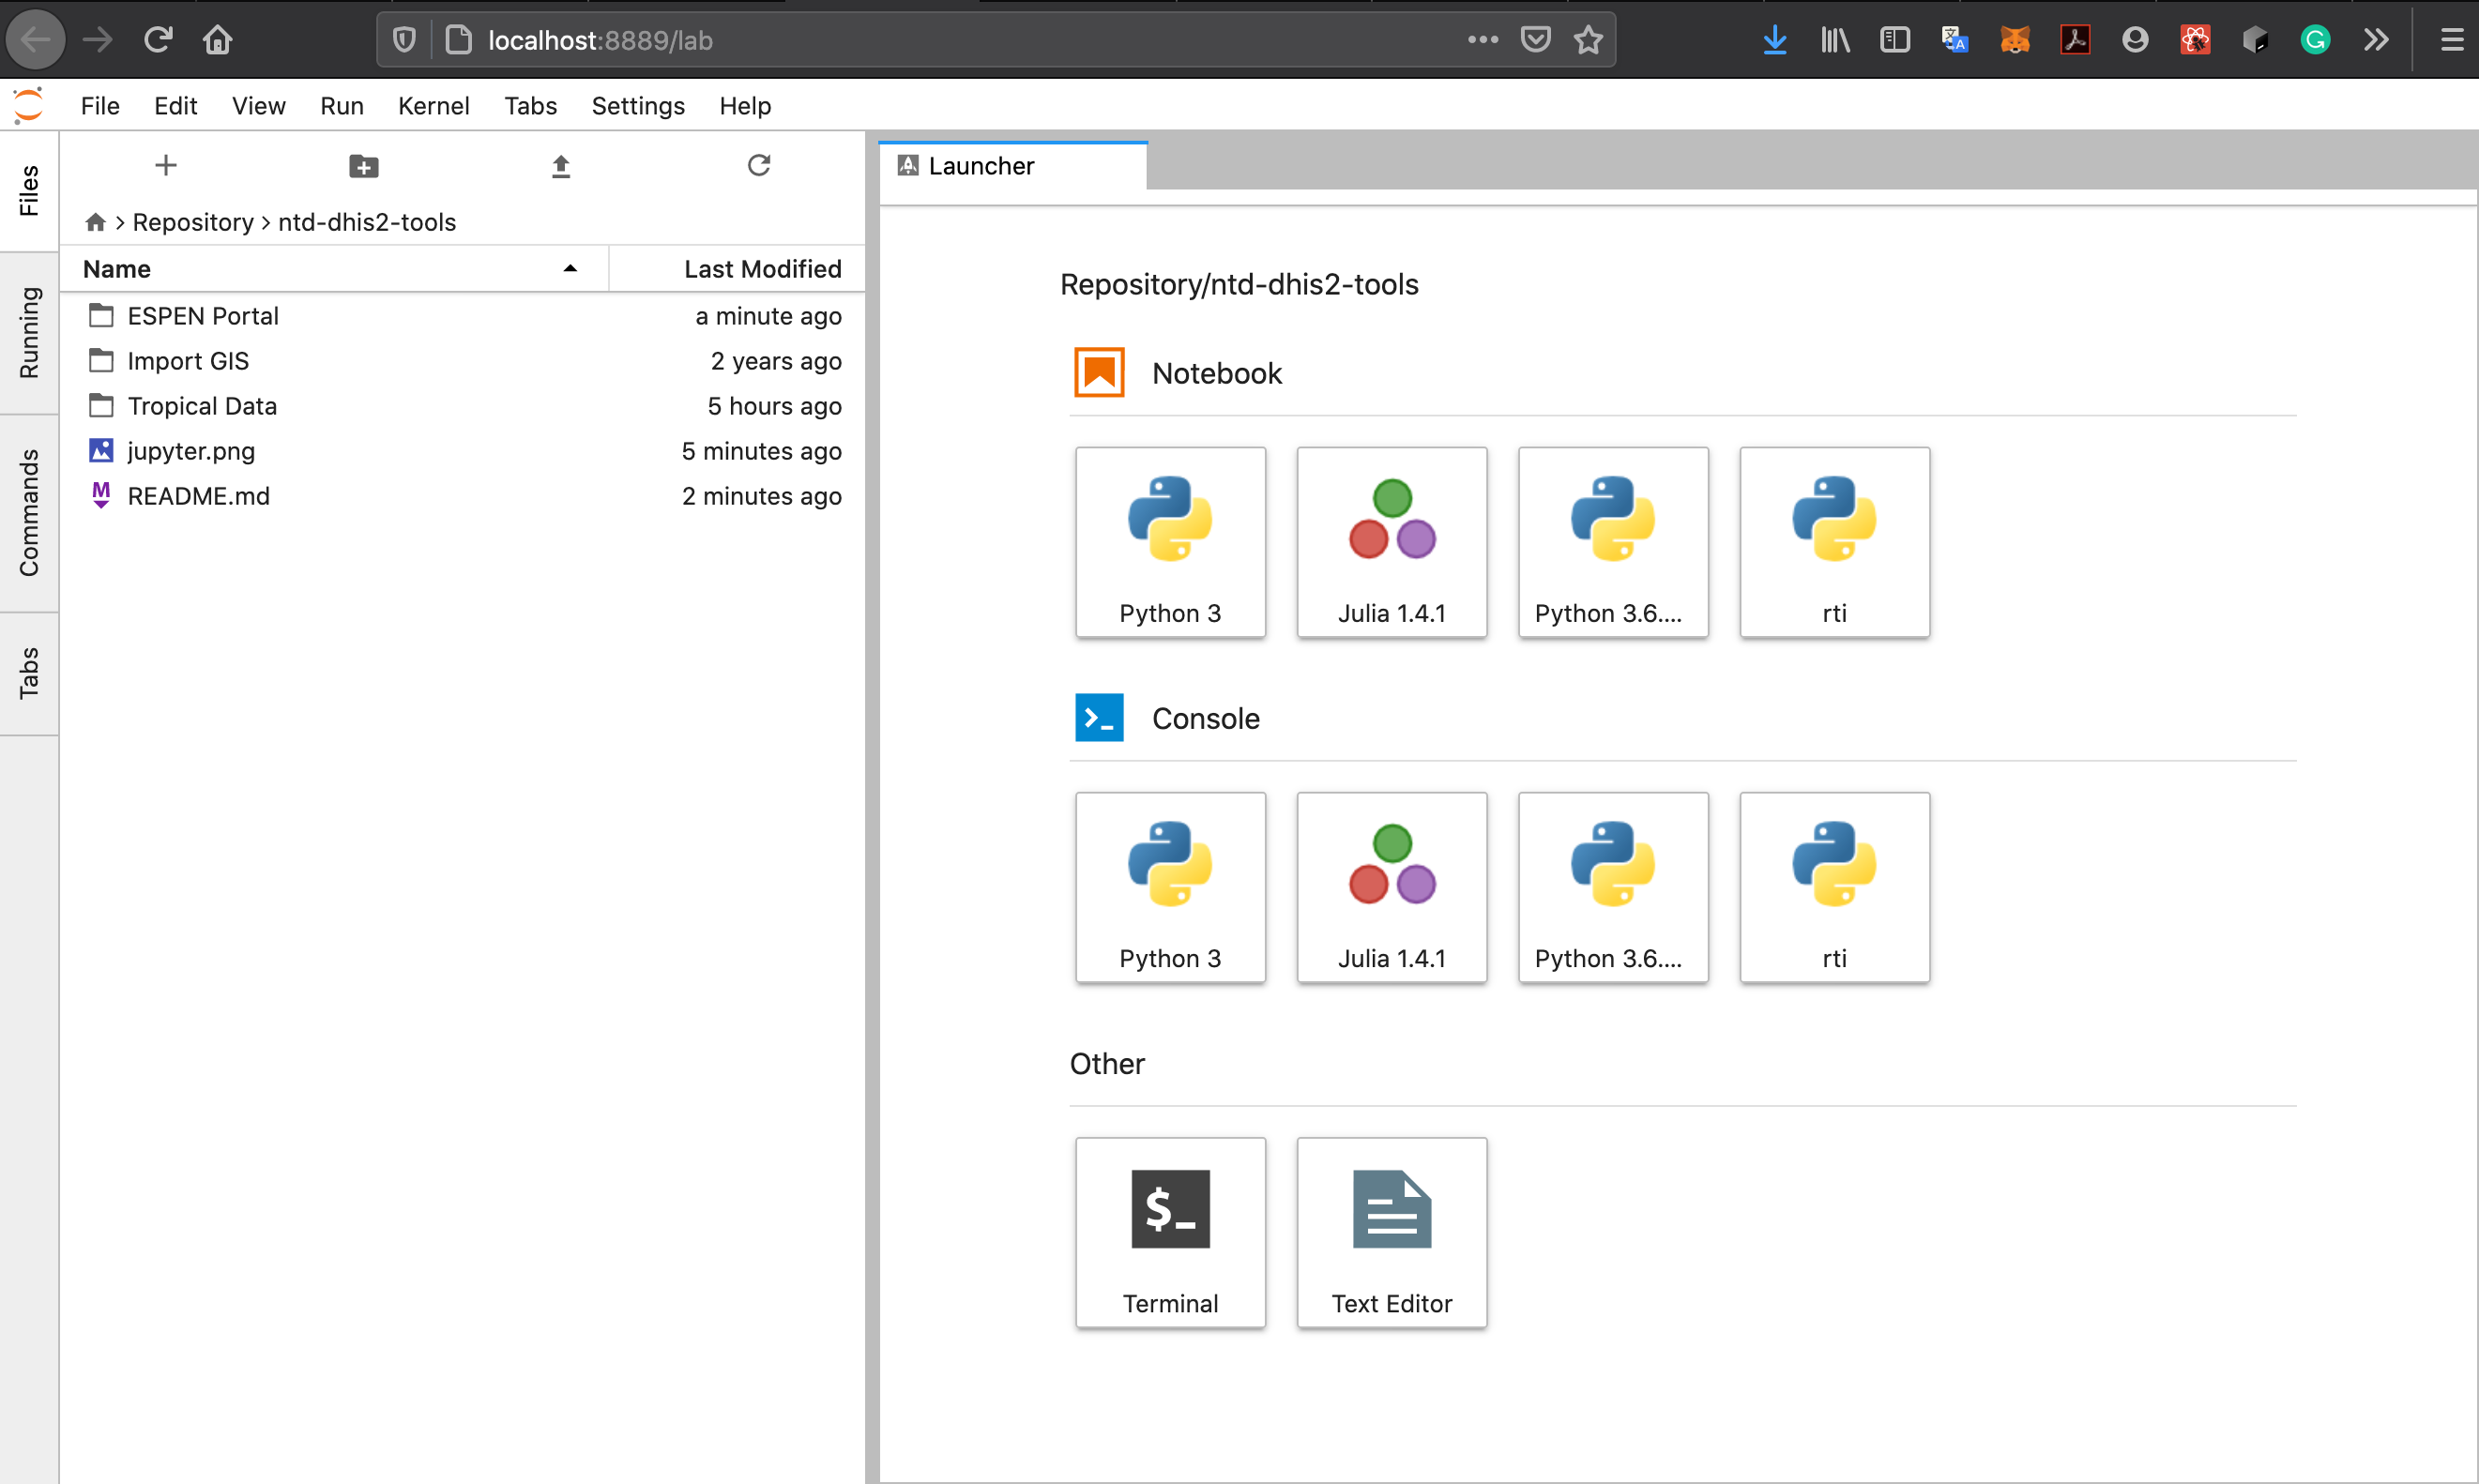 localhost:8889/lab
File Edit View Run Kernel Tabs Settings Help
Files
Running
Commands
Tabs
> Repository > ntd-dhis2-tools
Name Last Modified
ESPEN Portal a minute ago
Import GIS 2 years ago
Tropical Data 5 hours ago
jupyter.png 5 minutes ago
README.md 2 minutes ago
Launcher
Repository/ntd-dhis2-tools
Notebook
Python 3 Julia 1.4.1 Python 3.6.... rti
Console
Python 3 Julia 1.4.1 Python 3.6.... rti
Other
$_
Terminal Text Editor